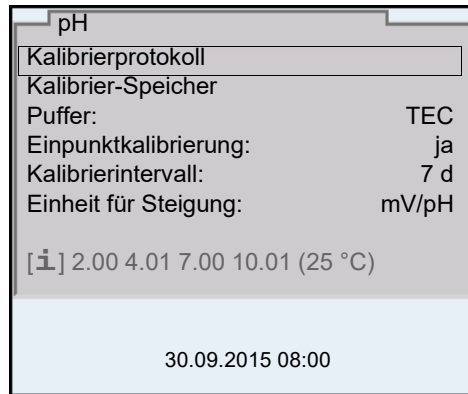 pH
Kalibrierprotokoll
Kalibrier-Speicher
Puffer: TEC
Einpunktkalibrierung: ja
Kalibrierintervall: 7 d
Einheit für Steigung: mV/pH
[i] 2.00 4.01 7.00 10.01 (25 °C)
30.09.2015 08:00